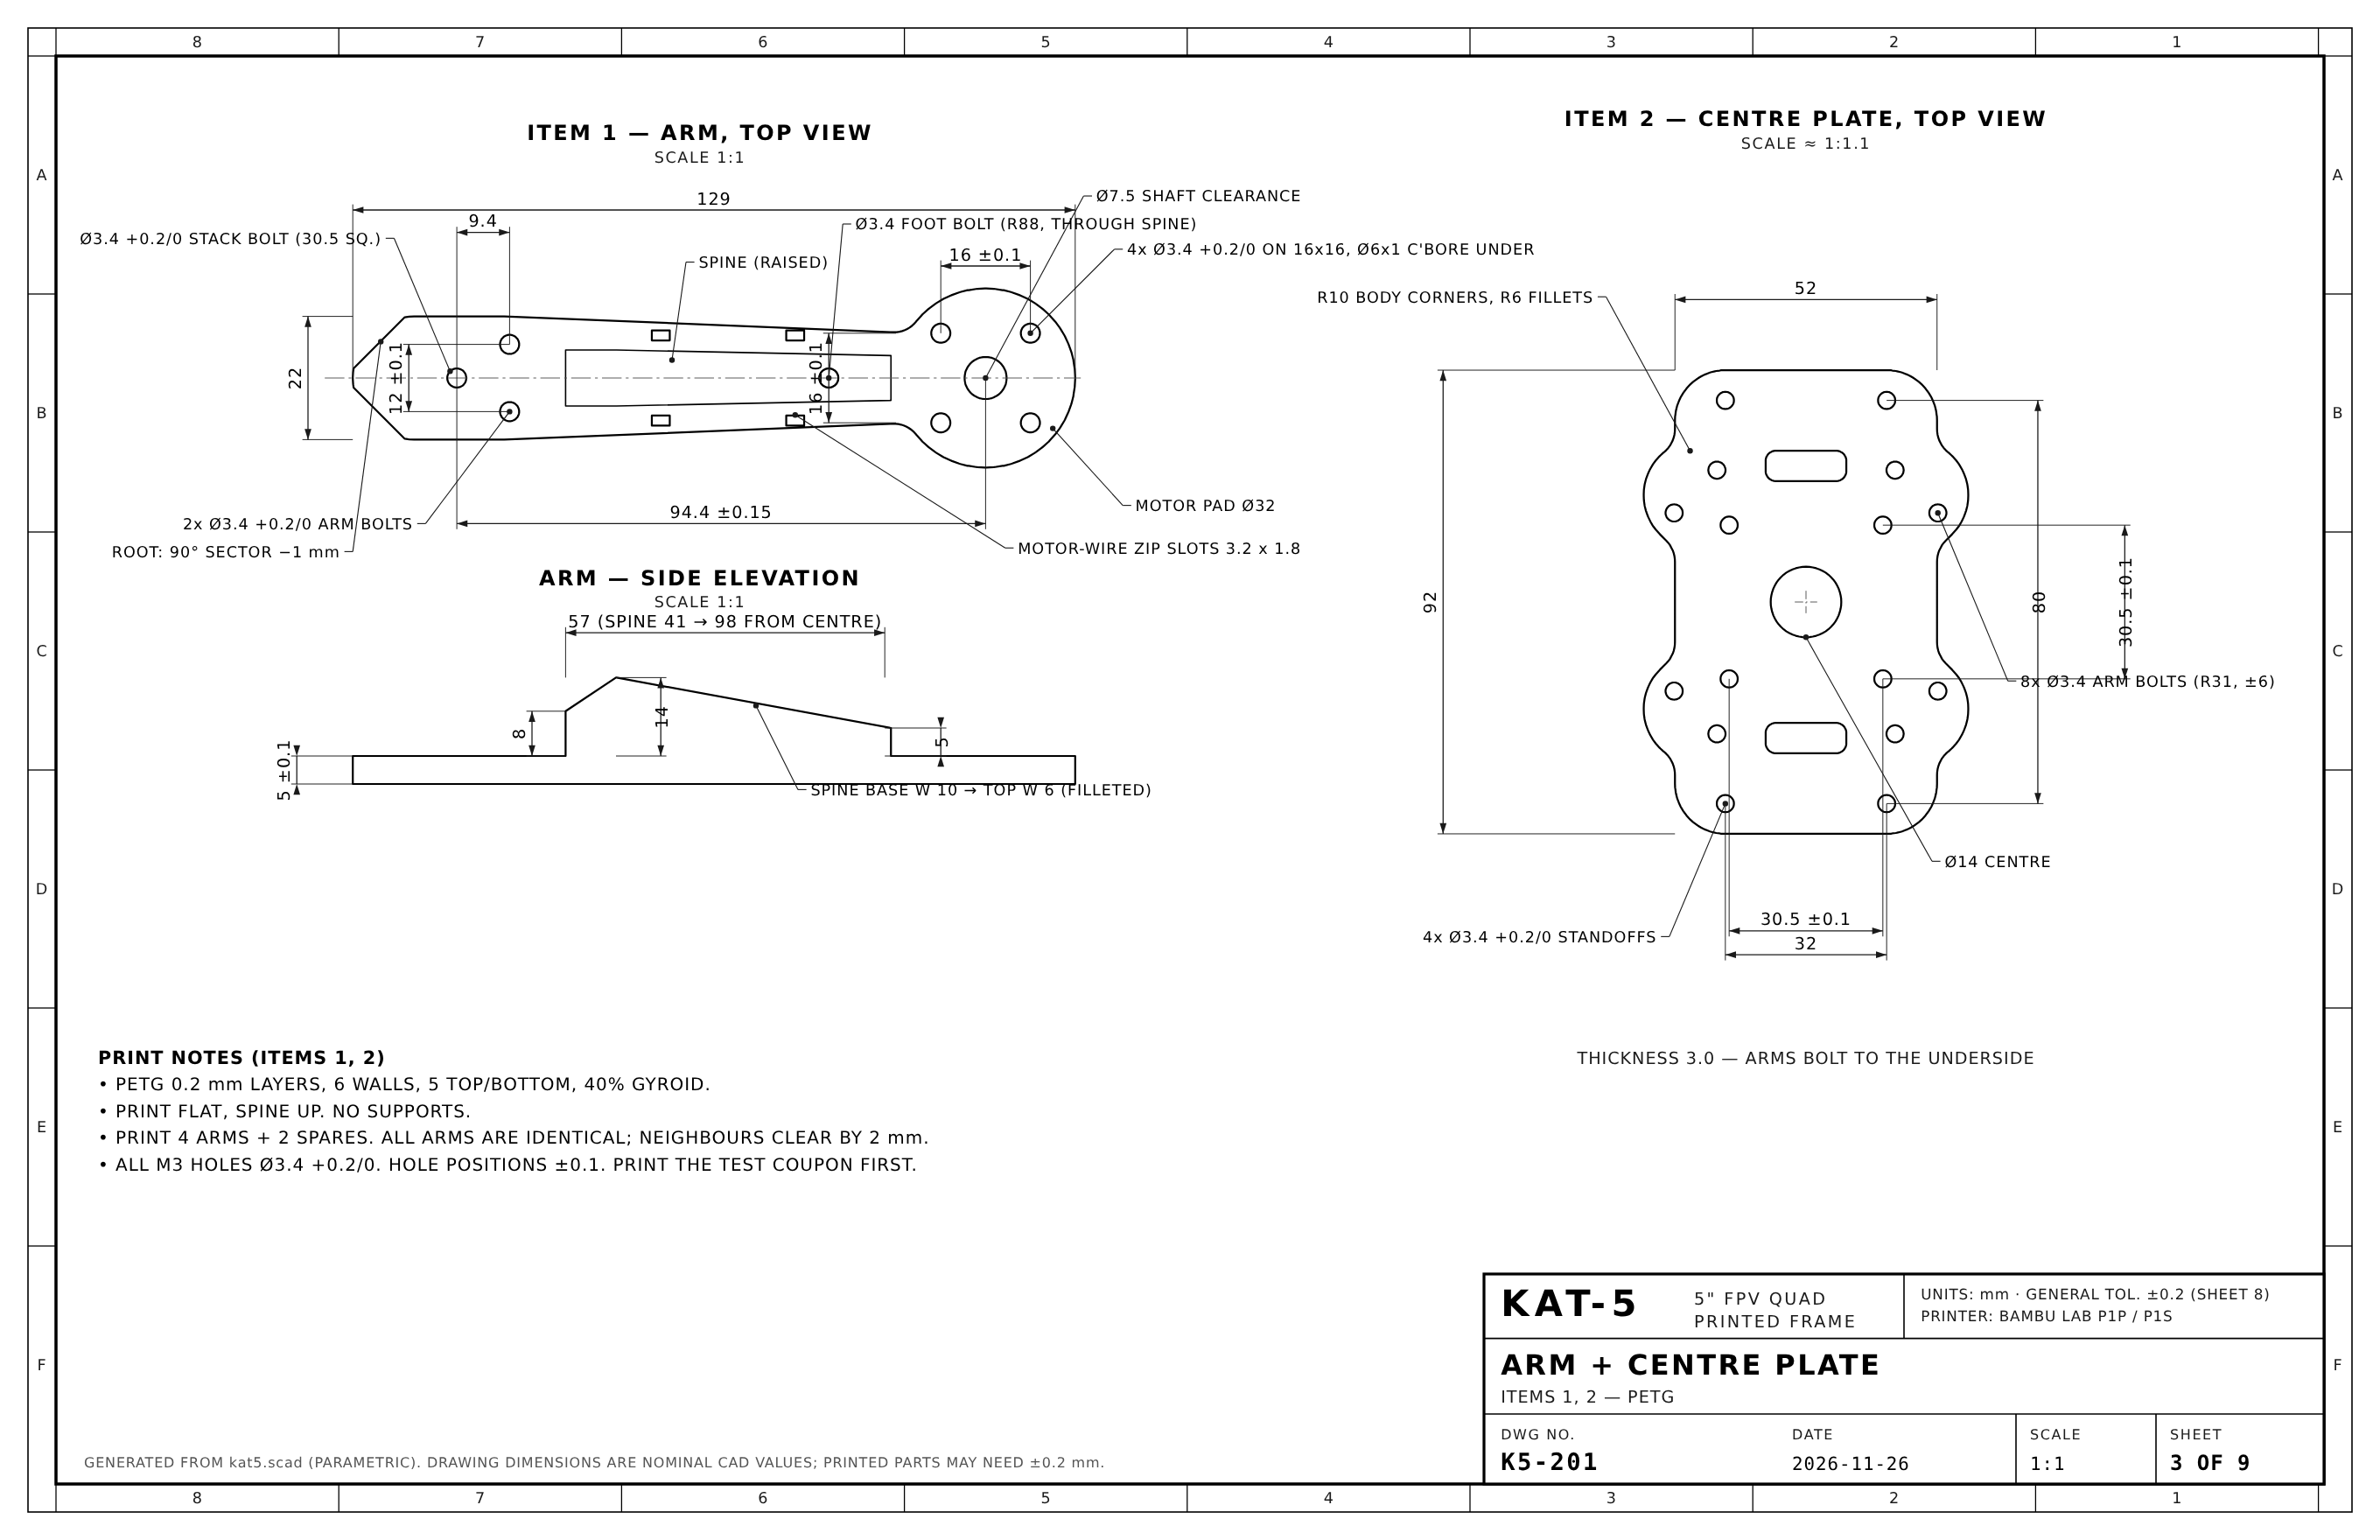 8 7 6 5 4 3 2 1
A A
B B
C C
D D
E E
F F
ITEM 1 — ARM, TOP VIEW
SCALE 1:1
129
9.4
Ø3.4 +0.2/0 STACK BOLT (30.5 SQ.)
Ø7.5 SHAFT CLEARANCE
Ø3.4 FOOT BOLT (R88, THROUGH SPINE)
4x Ø3.4 +0.2/0 ON 16x16, Ø6x1 C'BORE UNDER
16 ±0.1
SPINE (RAISED)
22
12 ±0.1
16 ±0.1
94.4 ±0.15
MOTOR PAD Ø32
2x Ø3.4 +0.2/0 ARM BOLTS
ROOT: 90° SECTOR −1 mm
MOTOR-WIRE ZIP SLOTS 3.2 x 1.8
ARM — SIDE ELEVATION
SCALE 1:1
57 (SPINE 41 → 98 FROM CENTRE)
8
14
5
5 ±0.1
SPINE BASE W 10 → TOP W 6 (FILLETED)
ITEM 2 — CENTRE PLATE, TOP VIEW
SCALE ≈ 1:1.1
R10 BODY CORNERS, R6 FILLETS
52
92
80
30.5 ±0.1
8x Ø3.4 ARM BOLTS (R31, ±6)
Ø14 CENTRE
4x Ø3.4 +0.2/0 STANDOFFS
30.5 ±0.1
32
THICKNESS 3.0 — ARMS BOLT TO THE UNDERSIDE
PRINT NOTES (ITEMS 1, 2)
• PETG 0.2 mm LAYERS, 6 WALLS, 5 TOP/BOTTOM, 40% GYROID.
• PRINT FLAT, SPINE UP. NO SUPPORTS.
• PRINT 4 ARMS + 2 SPARES. ALL ARMS ARE IDENTICAL; NEIGHBOURS CLEAR BY 2 mm.
• ALL M3 HOLES Ø3.4 +0.2/0. HOLE POSITIONS ±0.1. PRINT THE TEST COUPON FIRST.
KAT-5
5" FPV QUAD
PRINTED FRAME
UNITS: mm · GENERAL TOL. ±0.2 (SHEET 8)
PRINTER: BAMBU LAB P1P / P1S
ARM + CENTRE PLATE
ITEMS 1, 2 — PETG
DWG NO.
K5-201
DATE
2026-11-26
SCALE
1:1
SHEET
3 OF 9
GENERATED FROM kat5.scad (PARAMETRIC). DRAWING DIMENSIONS ARE NOMINAL CAD VALUES; PRINTED PARTS MAY NEED ±0.2 mm.
8 7 6 5 4 3 2 1